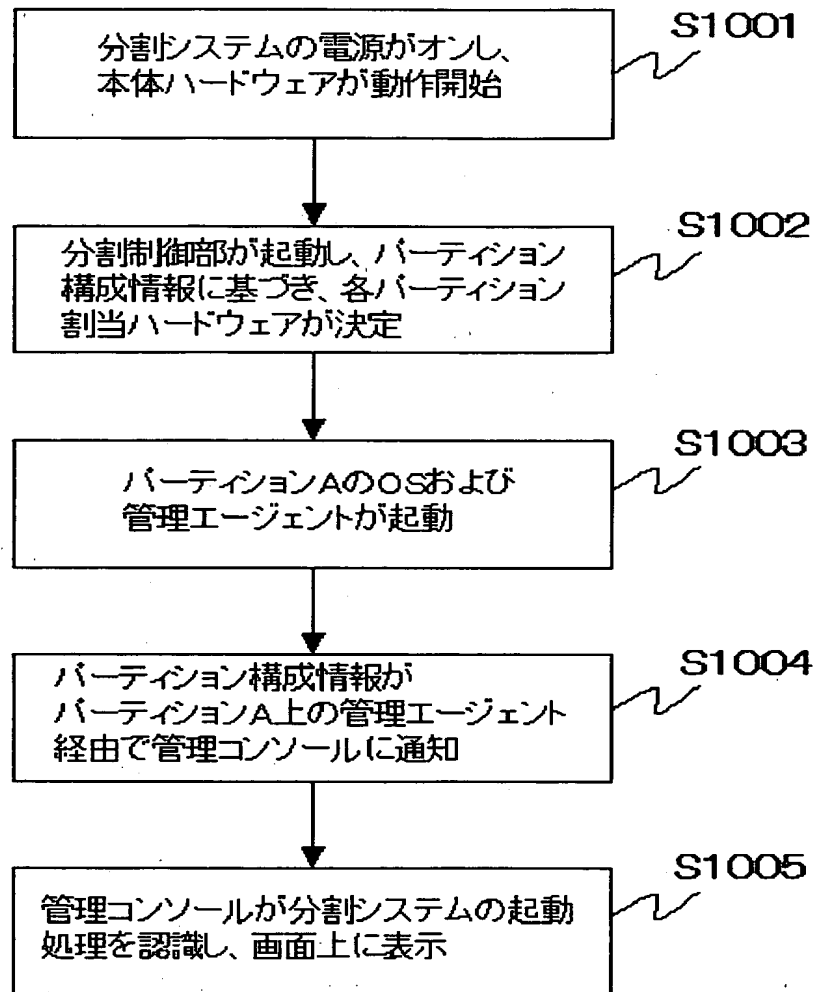 S1001
分割システムの電源がオンし、
本体ハードウェアが動作開始
S1002
分割制御部が起動し、パーティション
構成情報に基づき、各パーティション
割当ハードウェアが決定
S1003
パーティションAのOSおよび
管理エージェントが起動
S1004
パーティション構成情報が
パーティションA上の管理エージェント
経由で管理コンソールに通知
S1005
管理コンソールが分割システムの起動
処理を認識し、画面上に表示